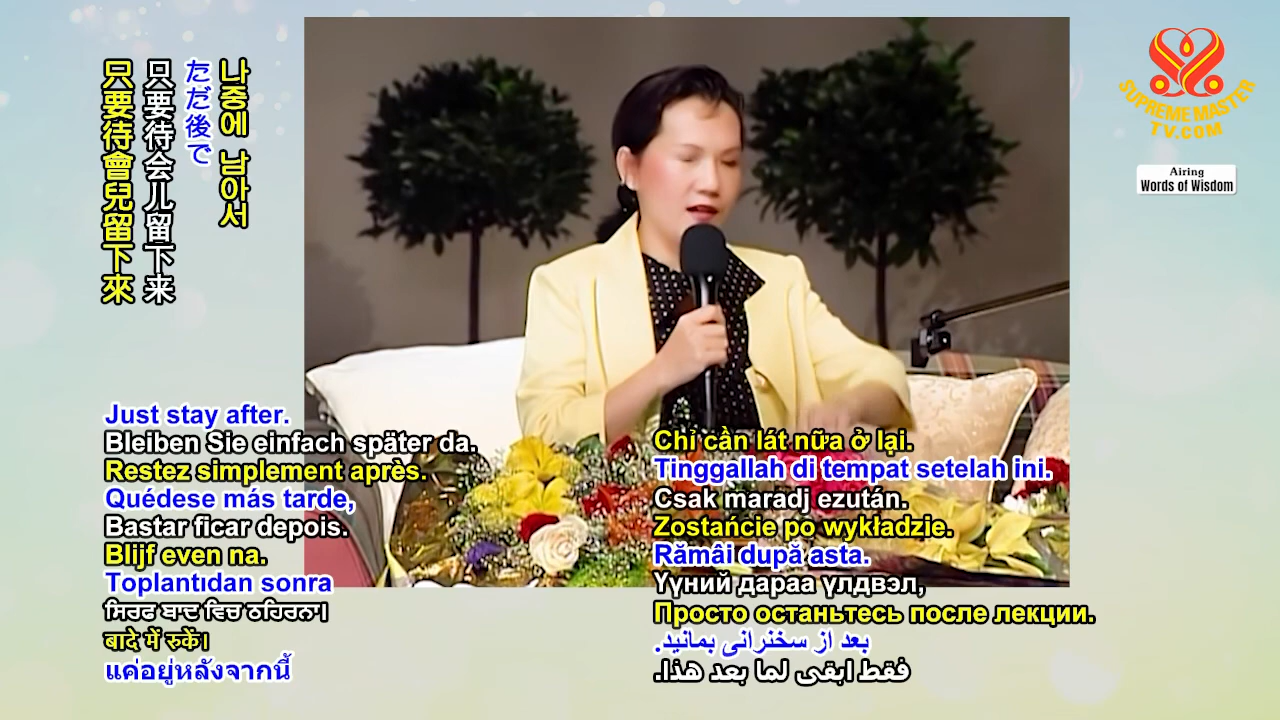 只要待會兒留下來
只要待会儿留下来
ただ後で
나중에 남아서
SUPREME MASTER
TV.COM
Airing
Words of Wisdom
Just stay after.
Bleiben Sie einfach später da.
Restez simplement après.
Quédese más tarde,
Bastar ficar depois.
Blijf even na.
Toplantıdan sonra
ਸਿਰਫ ਬਾਦ ਵਿਚ ਠਹਿਰਨਾ।
बादे में रुकें।
แค่อยู่หลังจากนี้
Chỉ cần lát nữa ở lại.
Tinggallah di tempat setelah ini.
Csak maradj ezután.
Zostańcie po wykładzie.
Rămâi după asta.
Үүний дараа үлдвэл,
Просто останьтесь после лекции.
بعد از سخنرانی بمانید.
فقط ابقى لما بعد هذا.